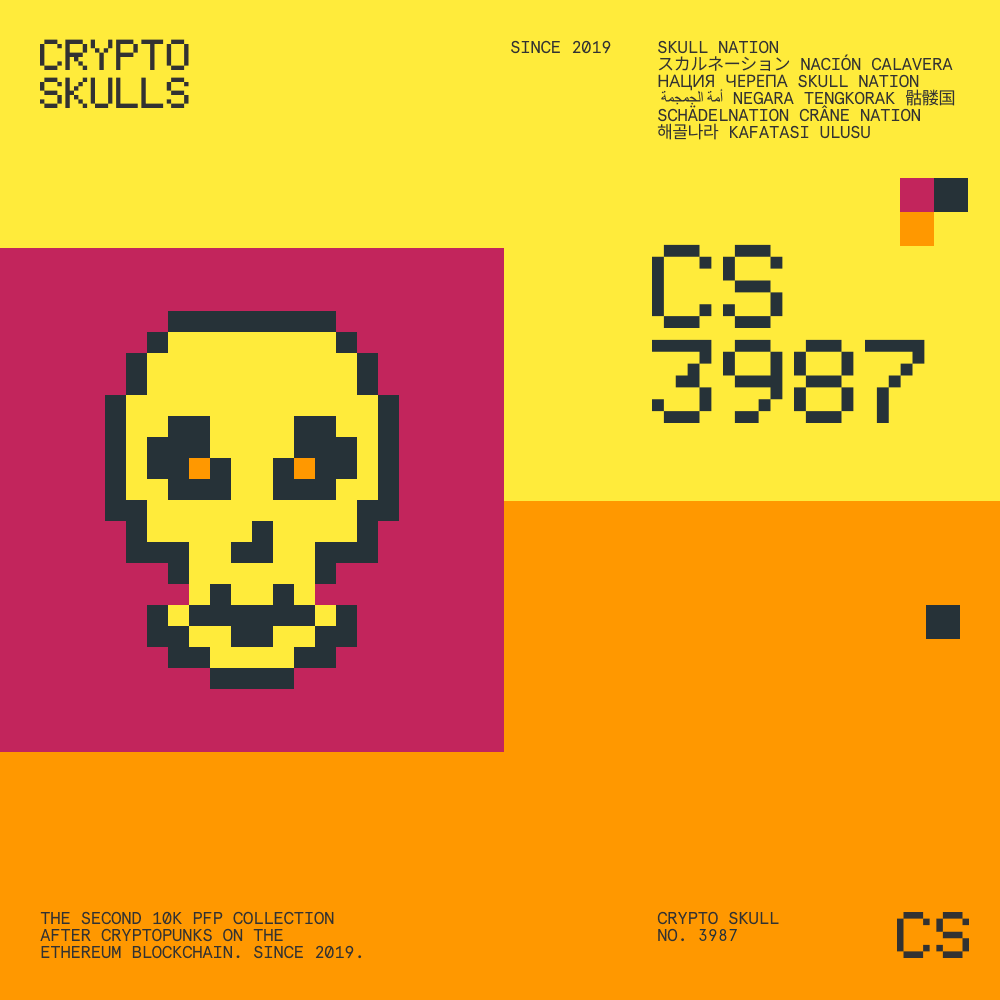 CRYPTO
SKULLS
SINCE 2019
SKULL NATION
スカルネーション NACIÓN CALAVERA
НАЦИЯ ЧЕРЕПА SKULL NATION
أمة الجمجمة NEGARA TENGKORAK 骷髅国
SCHÄDELNATION CRÂNE NATION
해골나라 KAFATASI ULUSU
CS
3987
THE SECOND 10K PFP COLLECTION
AFTER CRYPTOPUNKS ON THE
ETHEREUM BLOCKCHAIN. SINCE 2019.
CRYPTO SKULL
NO. 3987
CS